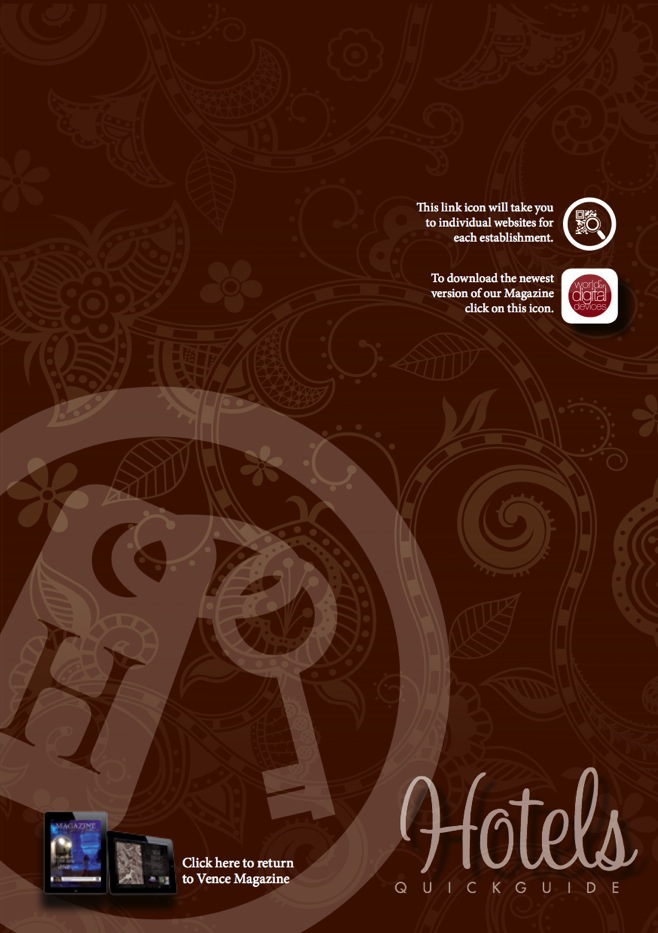 This link icon will take you
to individual websites for
each establishment.
To download the newest
version of our Magazine
click on this icon.
world of
digital
devices
H
MAGAZINE
Click here to return
to Vence Magazine
Hotels
QUICKGUIDE